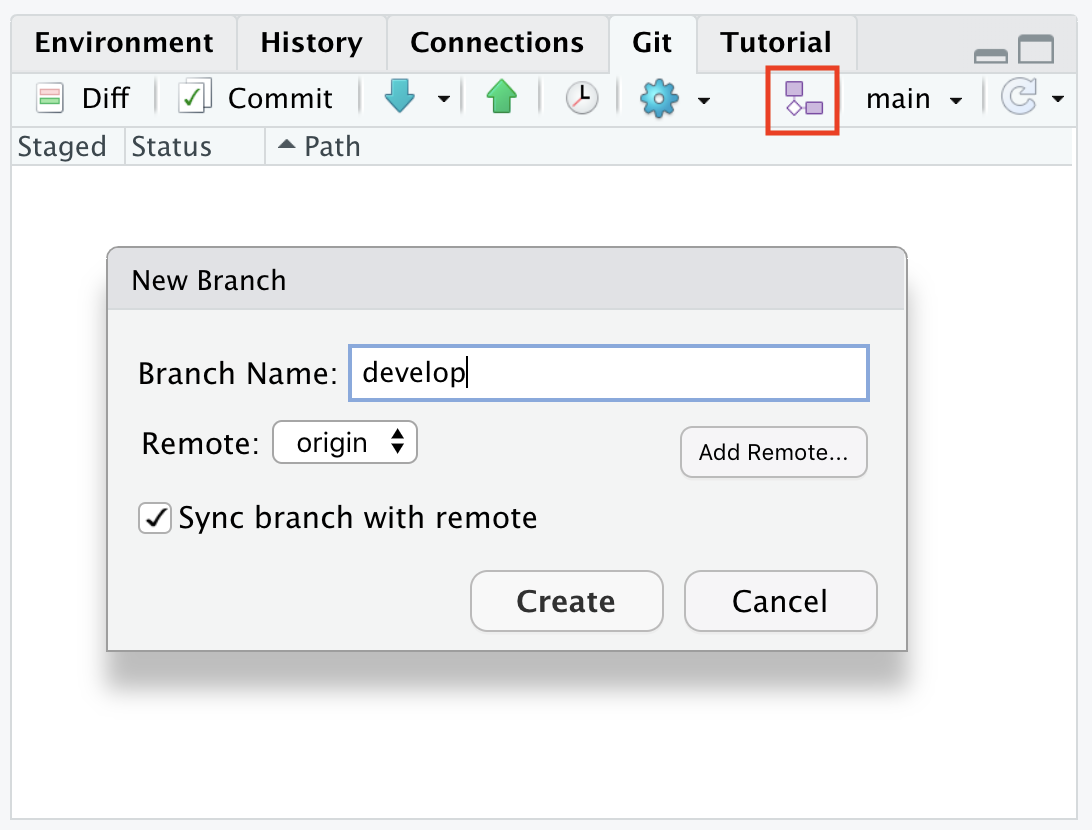 Environment History Connections Git Tutorial
Diff Commit main
Staged Status Path
New Branch
Branch Name: develop
Remote: origin Add Remote...
Sync branch with remote
Create Cancel